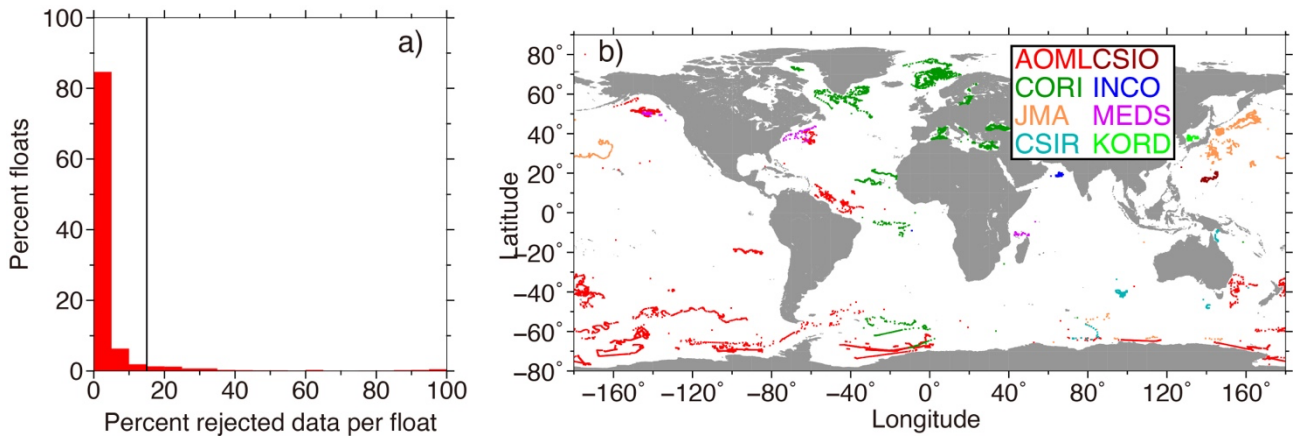 a)
100
80
60
40
20
0
Percent floats
0 20 40 60 80 100
Percent rejected data per float
b)
AOML CSIO
CORI INCO
JMA MEDS
CSIR KORD
80°
60°
40°
20°
0°
−20°
−40°
−60°
−80°
Latitude
−160 −120 −80 −40 0 40 80 120 160
Longitude